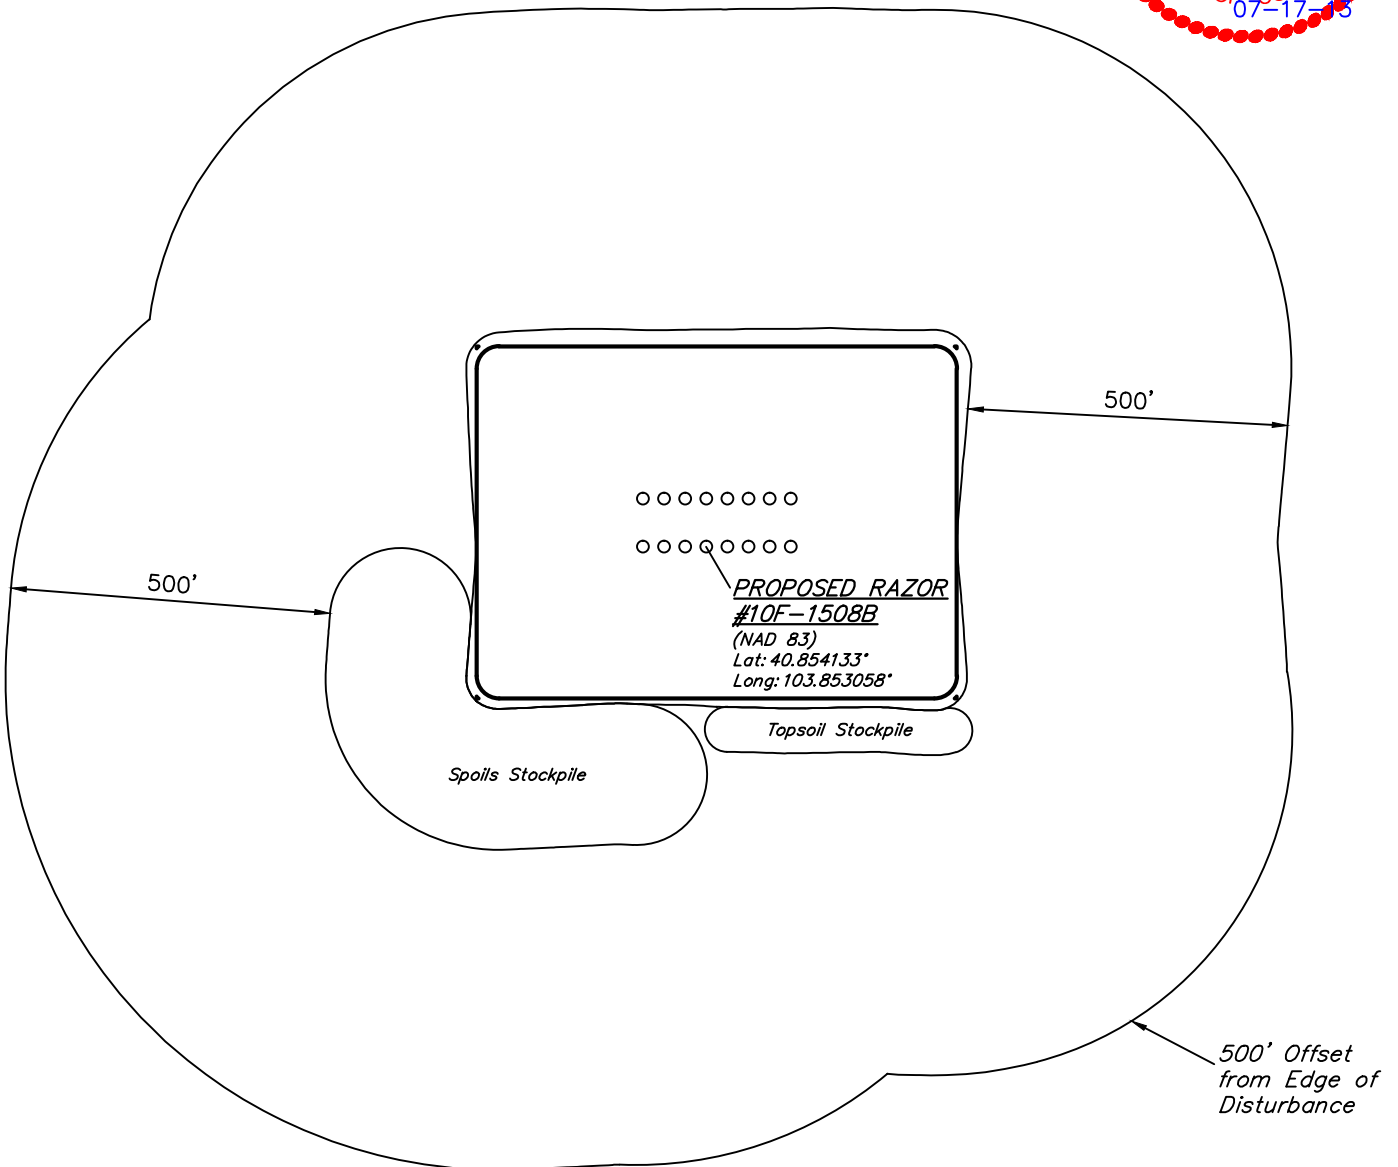 07-17-13
500'
500'
PROPOSED RAZOR
#10F-1508B
(NAD 83)
Lat: 40.854133°
Long: 103.853058°
Topsoil Stockpile
Spoils Stockpile
500' Offset
from Edge of
Disturbance